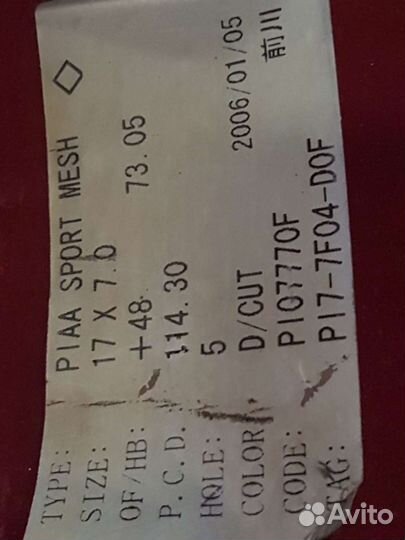 TYPE: PIAA SPORT MESH ◇
SIZE: 17 X 7.0
OF/HB: +48 73.05
P.C.D. 114.30
HOLE: 5
COLOR D/CUT 2006/01/05
CODE: PI07770F 前川
TAG: PI7-7F04-D0F
Avito